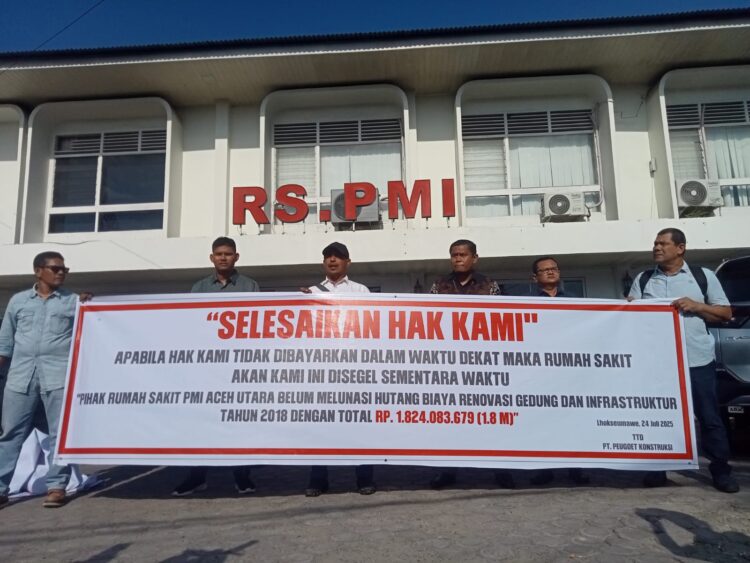 RS.PMI
"SELESAIKAN HAK KAMI"
APABILA HAK KAMI TIDAK DIBAYARKAN DALAM WAKTU DEKAT MAKA RUMAH SAKIT
AKAN KAMI INI DISEGEL SEMENTARA WAKTU
"PIHAK RUMAH SAKIT PMI ACEH UTARA BELUM MELUNASI HUTANG BIAYA RENOVASI GEDUNG DAN INFRASTRUKTUR
TAHUN 2018 DENGAN TOTAL RP. 1.824.083.679 (1.8 M)"
Lhokseumawe, 24 Juli 2025
TTD
PT. PEUGOET KONSTRUKSI